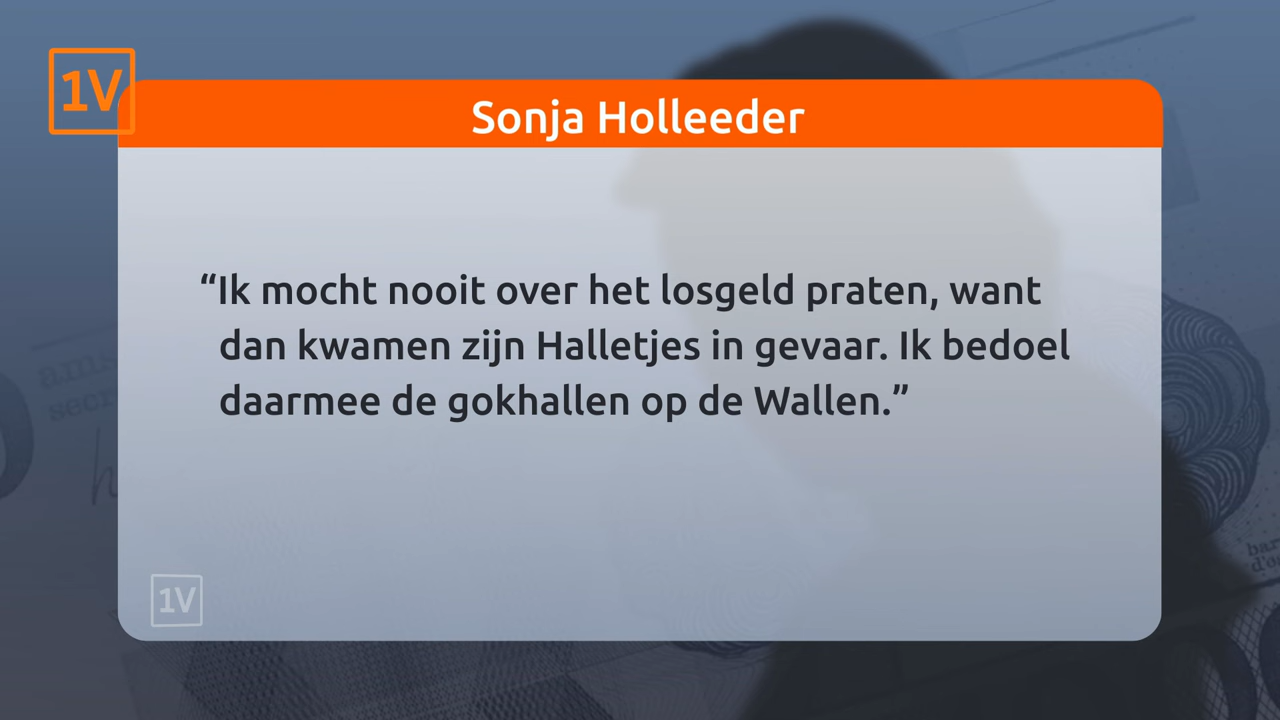 1V
Sonja Holleeder
“Ik mocht nooit over het losgeld praten, want
dan kwamen zijn Halletjes in gevaar. Ik bedoel
daarmee de gokhallen op de Wallen.”
1V